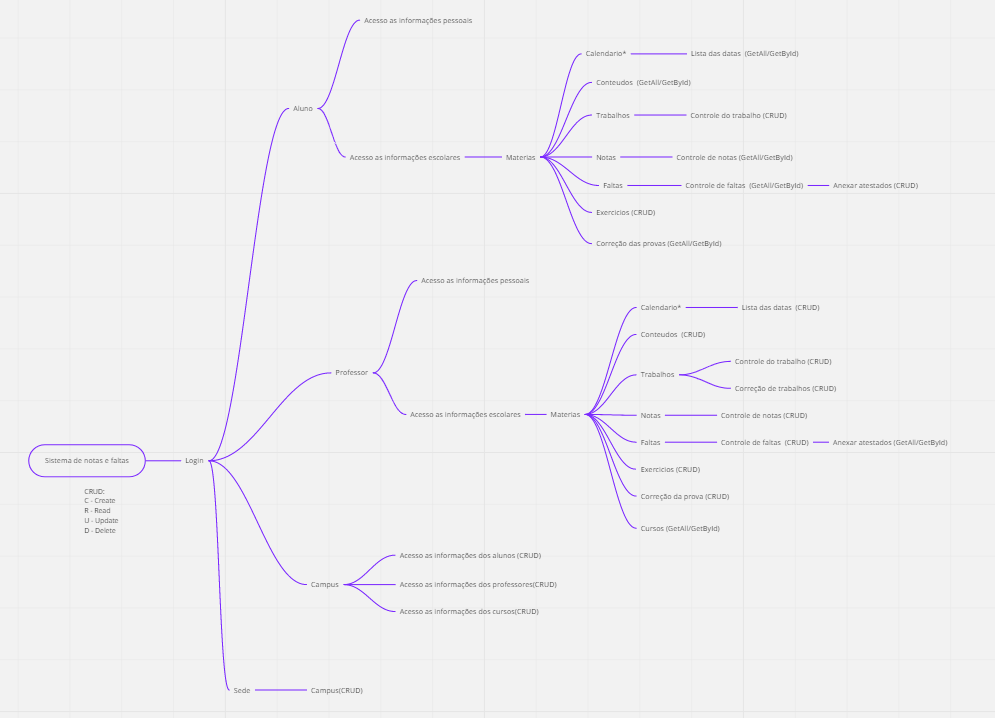 Acesso as informações pessoais
Calendario*
Lista das datas (GetAll/GetById)
Conteudos (GetAll/GetById)
Aluno
Trabalhos
Controle do trabalho (CRUD)
Acesso as informações escolares
Materias
Notas
Controle de notas (GetAll/GetById)
Faltas
Controle de faltas (GetAll/GetById)
Anexar atestados (CRUD)
Exercicios (CRUD)
Correção das provas (GetAll/GetById)
Acesso as informações pessoais
Calendario*
Lista das datas (CRUD)
Conteudos (CRUD)
Professor
Trabalhos
Controle do trabalho (CRUD)
Correção de trabalhos (CRUD)
Acesso as informações escolares
Materias
Notas
Controle de notas (CRUD)
Faltas
Controle de faltas (CRUD)
Anexar atestados (GetAll/GetById)
Exercicios (CRUD)
Correção da prova (CRUD)
Cursos (GetAll/GetById)
Sistema de notas e faltas
Login
CRUD:
C - Create
R - Read
U - Update
D - Delete
Campus
Acesso as informações dos alunos (CRUD)
Acesso as informações dos professores(CRUD)
Acesso as informações dos cursos(CRUD)
Sede
Campus(CRUD)